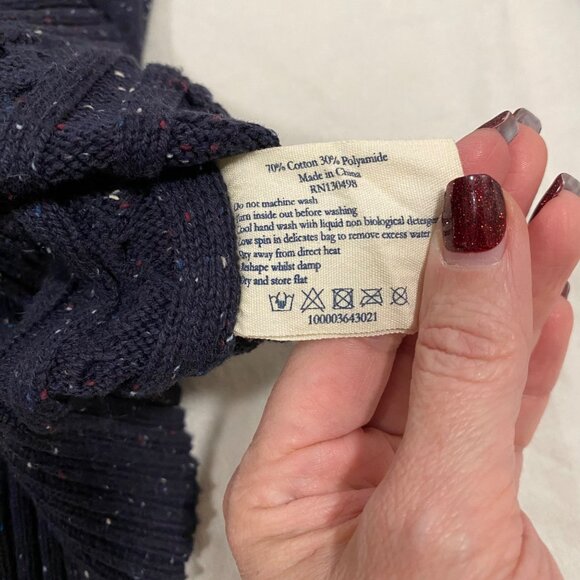 70% Cotton 30% Polyamide
Made in China
RN130498
Do not machine wash
Turn inside out before washing
Cool hand wash with liquid non biological detergent
Low spin in delicates bag to remove excess water
Dry away from direct heat
Reshape whilst damp
Dry and store flat
100003643021